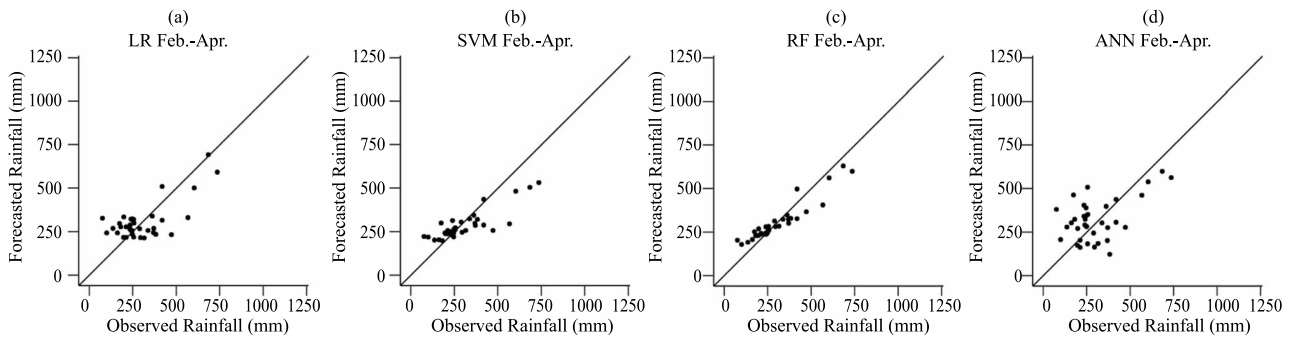 (a)
LR Feb.-Apr.
Forecasted Rainfall (mm)
1250
1000
750
500
250
0
0 250 500 750 1000 1250
Observed Rainfall (mm)
(b)
SVM Feb.-Apr.
Forecasted Rainfall (mm)
1250
1000
750
500
250
0
0 250 500 750 1000 1250
Observed Rainfall (mm)
(c)
RF Feb.-Apr.
Forecasted Rainfall (mm)
1250
1000
750
500
250
0
0 250 500 750 1000 1250
Observed Rainfall (mm)
(d)
ANN Feb.-Apr.
Forecasted Rainfall (mm)
1250
1000
750
500
250
0
0 250 500 750 1000 1250
Observed Rainfall (mm)